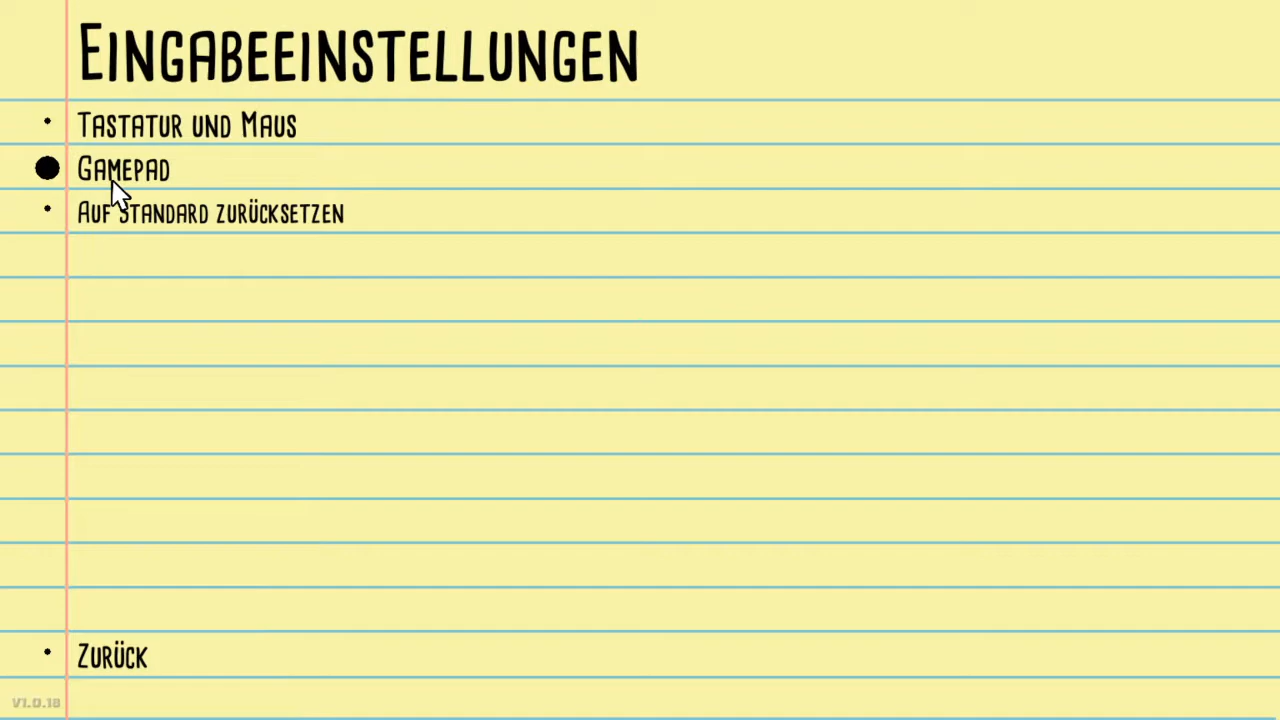 Eingabeeinstellungen
Tastatur und Maus
Gamepad
Auf Standard zurücksetzen
Zurück
V1.0.18